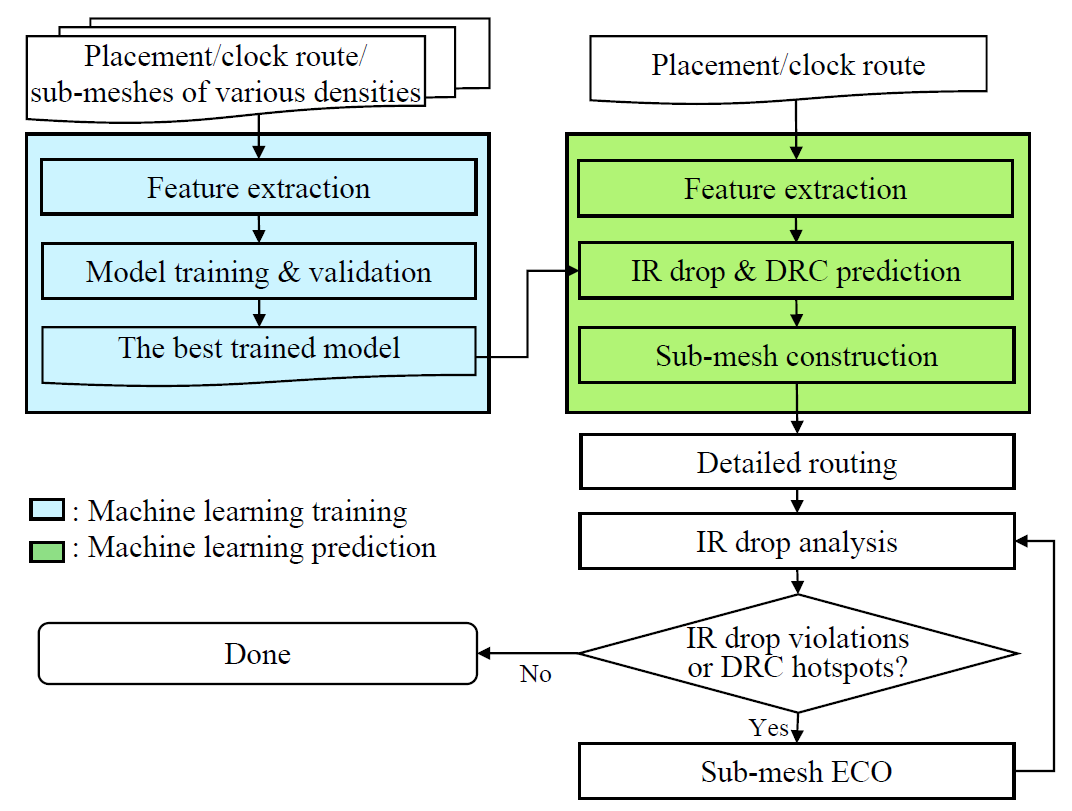 Placement/clock route/
sub-meshes of various densities
Feature extraction
Model training & validation
The best trained model
Placement/clock route
Feature extraction
IR drop & DRC prediction
Sub-mesh construction
Detailed routing
IR drop analysis
IR drop violations
or DRC hotspots?
No
Done
Yes
Sub-mesh ECO
: Machine learning training
: Machine learning prediction